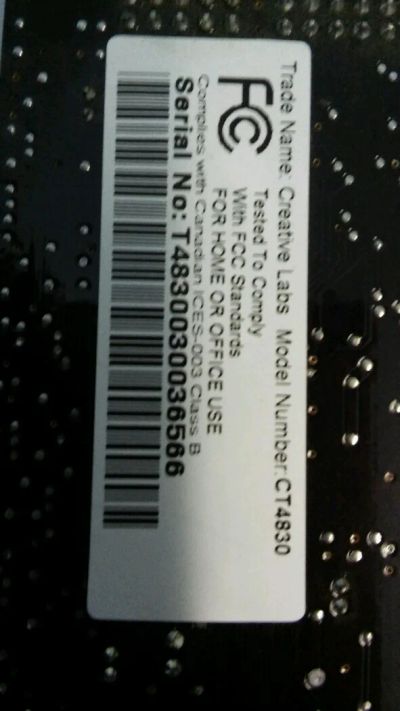 Trade Name: Creative Labs Model Number:CT4830
FC
Tested To Comply
With FCC Standards
FOR HOME OR OFFICE USE
Complies with Canadian ICES-003 Class B
Serial No: T4830030036566